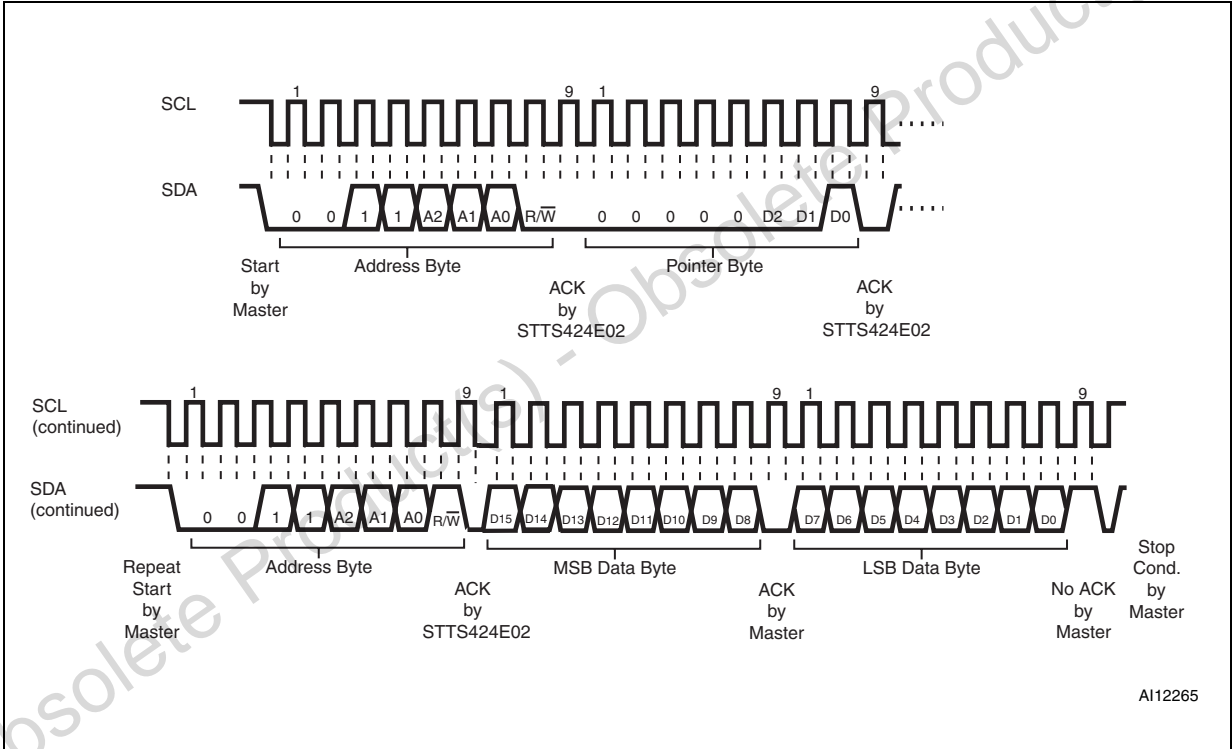 1 9 1 9
SCL
SDA
0 0 1 1 A2 A1 A0 R/W 0 0 0 0 0 D2 D1 D0
Address Byte Pointer Byte
Start
by
Master
ACK
by
STTS424E02
ACK
by
STTS424E02
1 9 1 9 1 9
SCL
(continued)
SDA
(continued)
0 0 1 1 A2 A1 A0 R/W D15 D14 D13 D12 D11 D10 D9 D8 D7 D6 D5 D4 D3 D2 D1 D0
Address Byte MSB Data Byte LSB Data Byte
Repeat
Start
by
Master
ACK
by
STTS424E02
ACK
by
Master
No ACK
by
Master
Stop
Cond.
by
Master
AI12265
Obsolete Product(s) - Obsolete Product